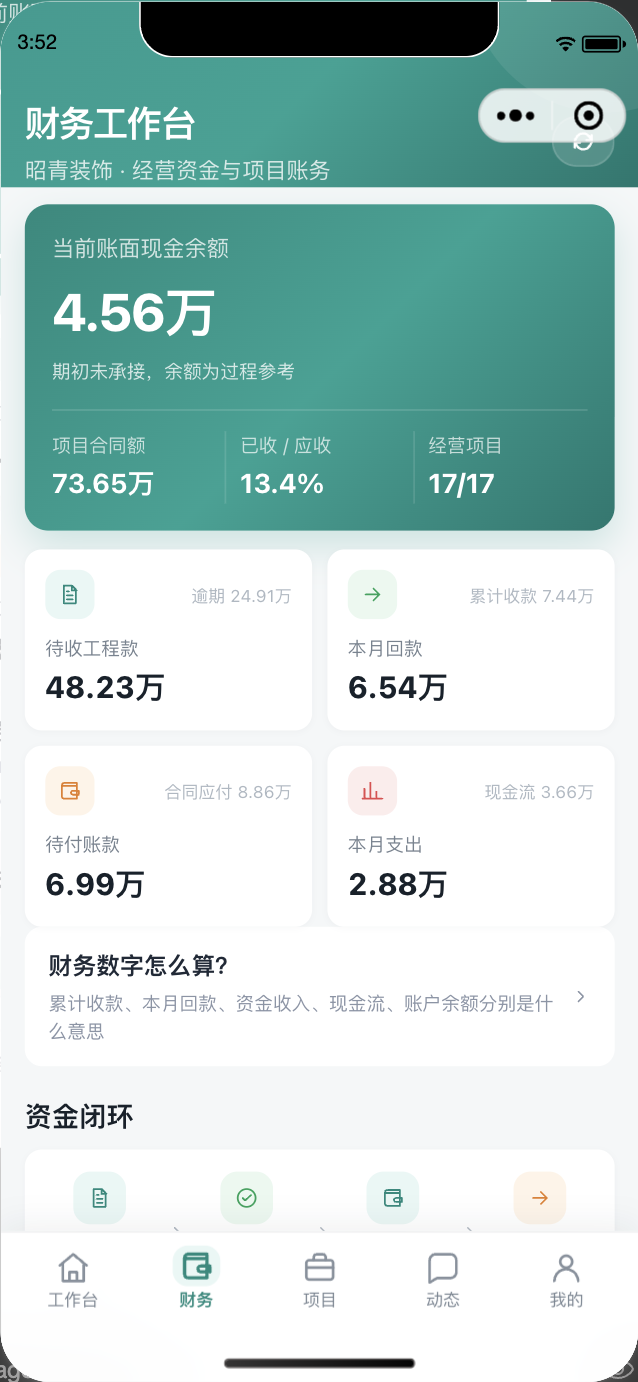 3:52
财务工作台
昭青装饰 · 经营资金与项目账务
当前账面现金余额
4.56万
期初未承接，余额为过程参考
项目合同额
已收 / 应收
经营项目
73.65万
13.4%
17/17
逾期 24.91万
累计收款 7.44万
待收工程款
本月回款
48.23万
6.54万
合同应付 8.86万
现金流 3.66万
待付账款
本月支出
6.99万
2.88万
财务数字怎么算?
累计收款、本月回款、资金收入、现金流、账户余额分别是什
么意思
资金闭环
工作台
财务
项目
动态
我的